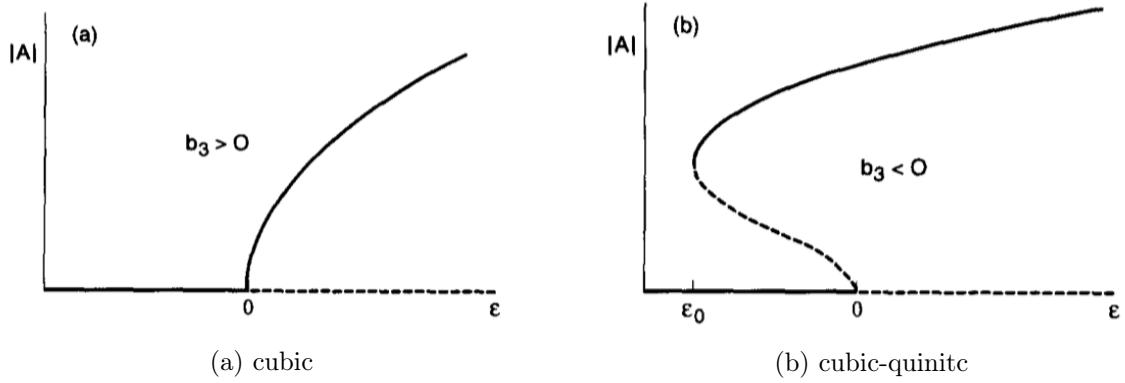 (a)
|A|
b3 > O
0
ε
(a) cubic
(b)
|A|
b3 < O
ε0
0
ε
(b) cubic-quinitc